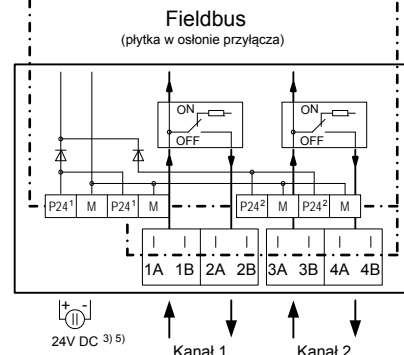 Fieldbus
(płytka w osłonie przyłącza)
ON ON
OFF OFF
P24¹ M P24¹ M P24² M P24² M
I I I I I I I I
1A 1B 2A 2B 3A 3B 4A 4B
+ -
24V DC ³⁾ ⁵⁾
Kanał 1 Kanał 2